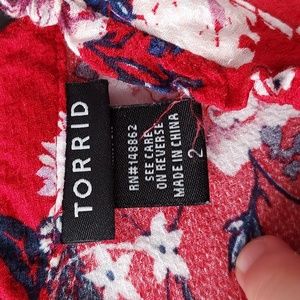 TORRID
RN#148862
SEE CARE
ON REVERSE
MADE IN CHINA
2